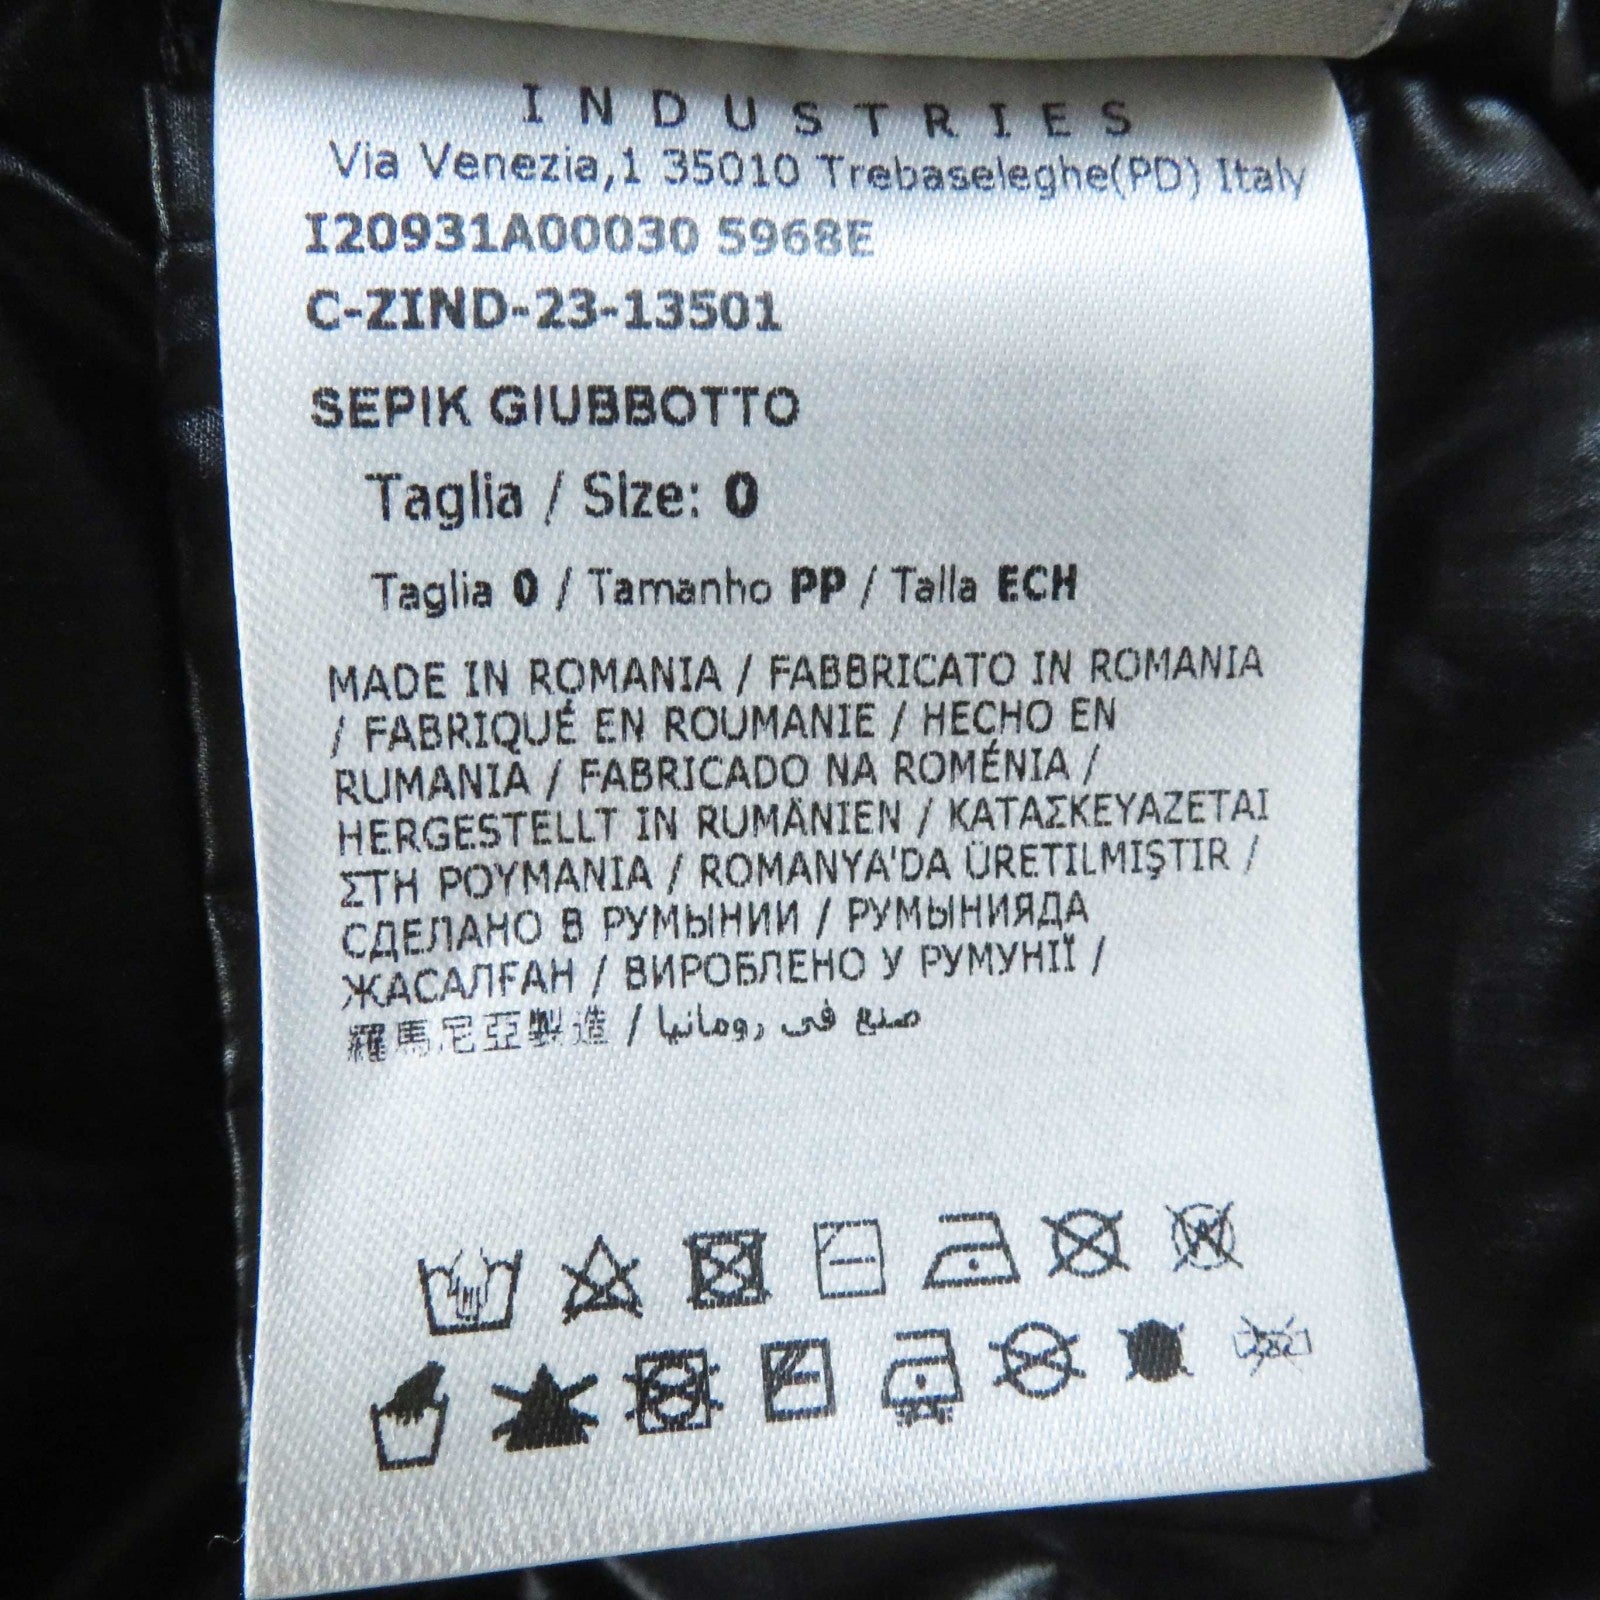 INDUSTRIES
Via Venezia,1 35010 Trebaseleghe(PD) Italy
I20931A00030 5968E
C-ZIND-23-13501
SEPIK GIUBBOTTO
Taglia / Size: 0
Taglia 0 / Tamanho PP / Talla ECH
MADE IN ROMANIA / FABBRICATO IN ROMANIA
/ FABRIQUÉ EN ROUMANIE / HECHO EN
RUMANIA / FABRICADO NA ROMÉNIA /
HERGESTELLT IN RUMÄNIEN / ΚΑΤΑΣΚΕΥΑΖΕΤΑΙ
ΣΤΗ ΡΟΥΜΑΝΙΑ / ROMANYA'DA ÜRETILMIŞTIR /
СДЕЛАНО В РУМЫНИИ / РУМЫНИЯДА
ЖАСАЛҒАН / ВИРОБЛЕНО У РУМУНІЇ /
羅馬尼亞製造 / صنع في رومانيا